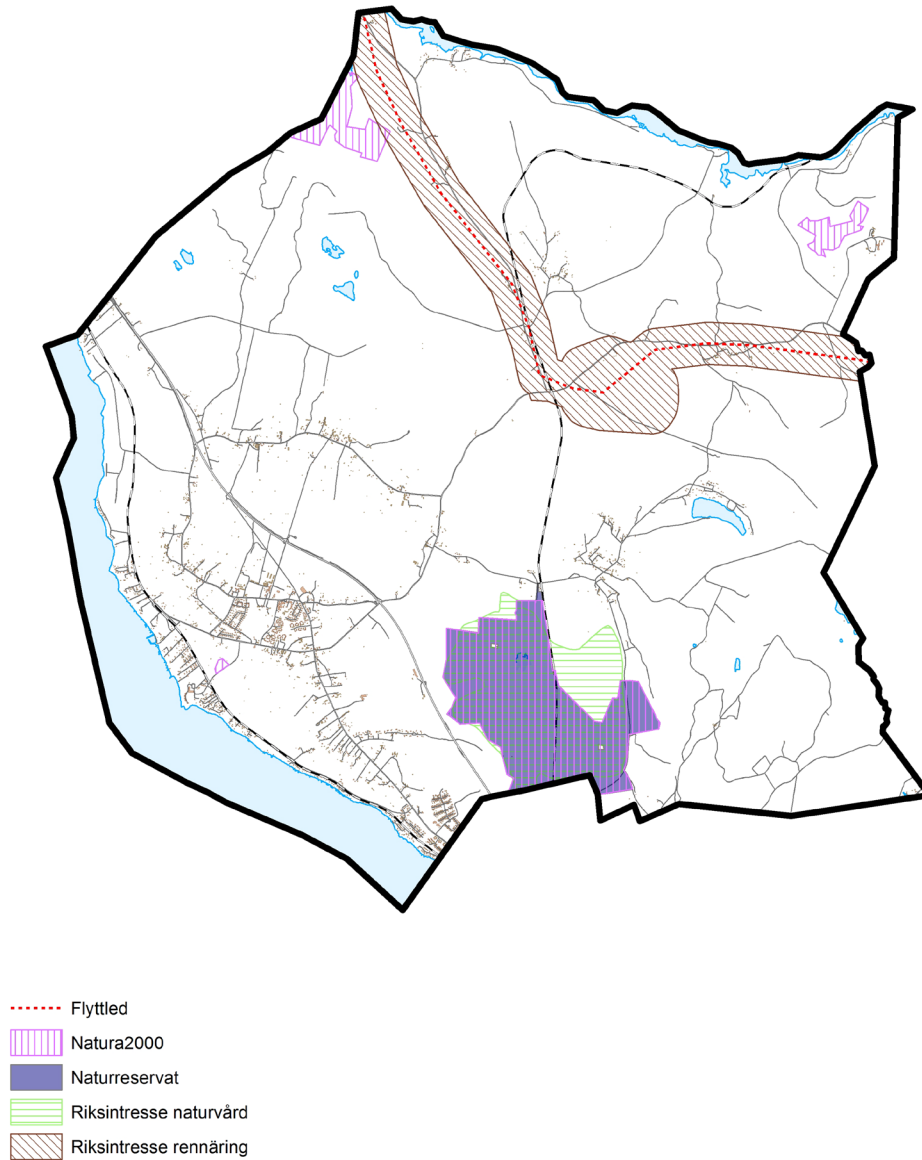 Flyttled
Natura2000
Naturreservat
Riksintresse naturvård
Riksintresse rennäring